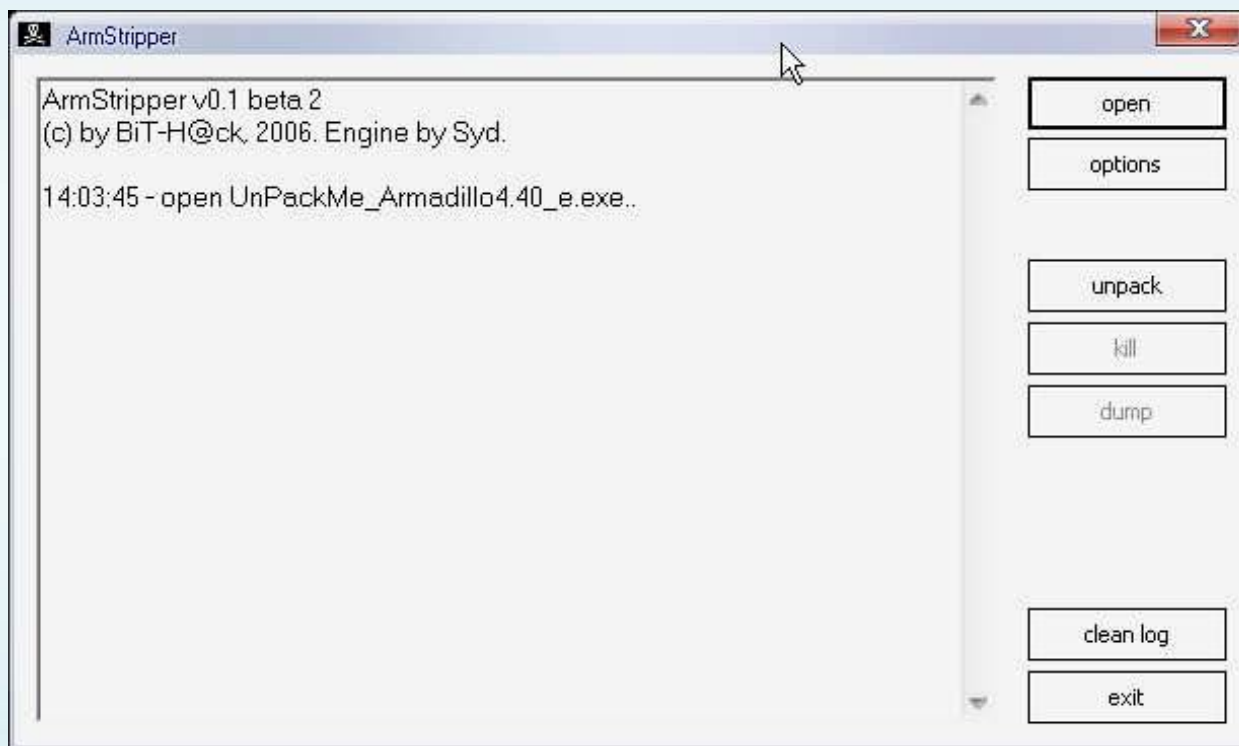 ArmStripper
ArmStripper v0.1 beta 2
(c) by BiT-H@ck, 2006. Engine by Syd.
14:03:45 - open UnPackMe_Armadillo4.40_e.exe..
open
options
unpack
kill
dump
clean log
exit